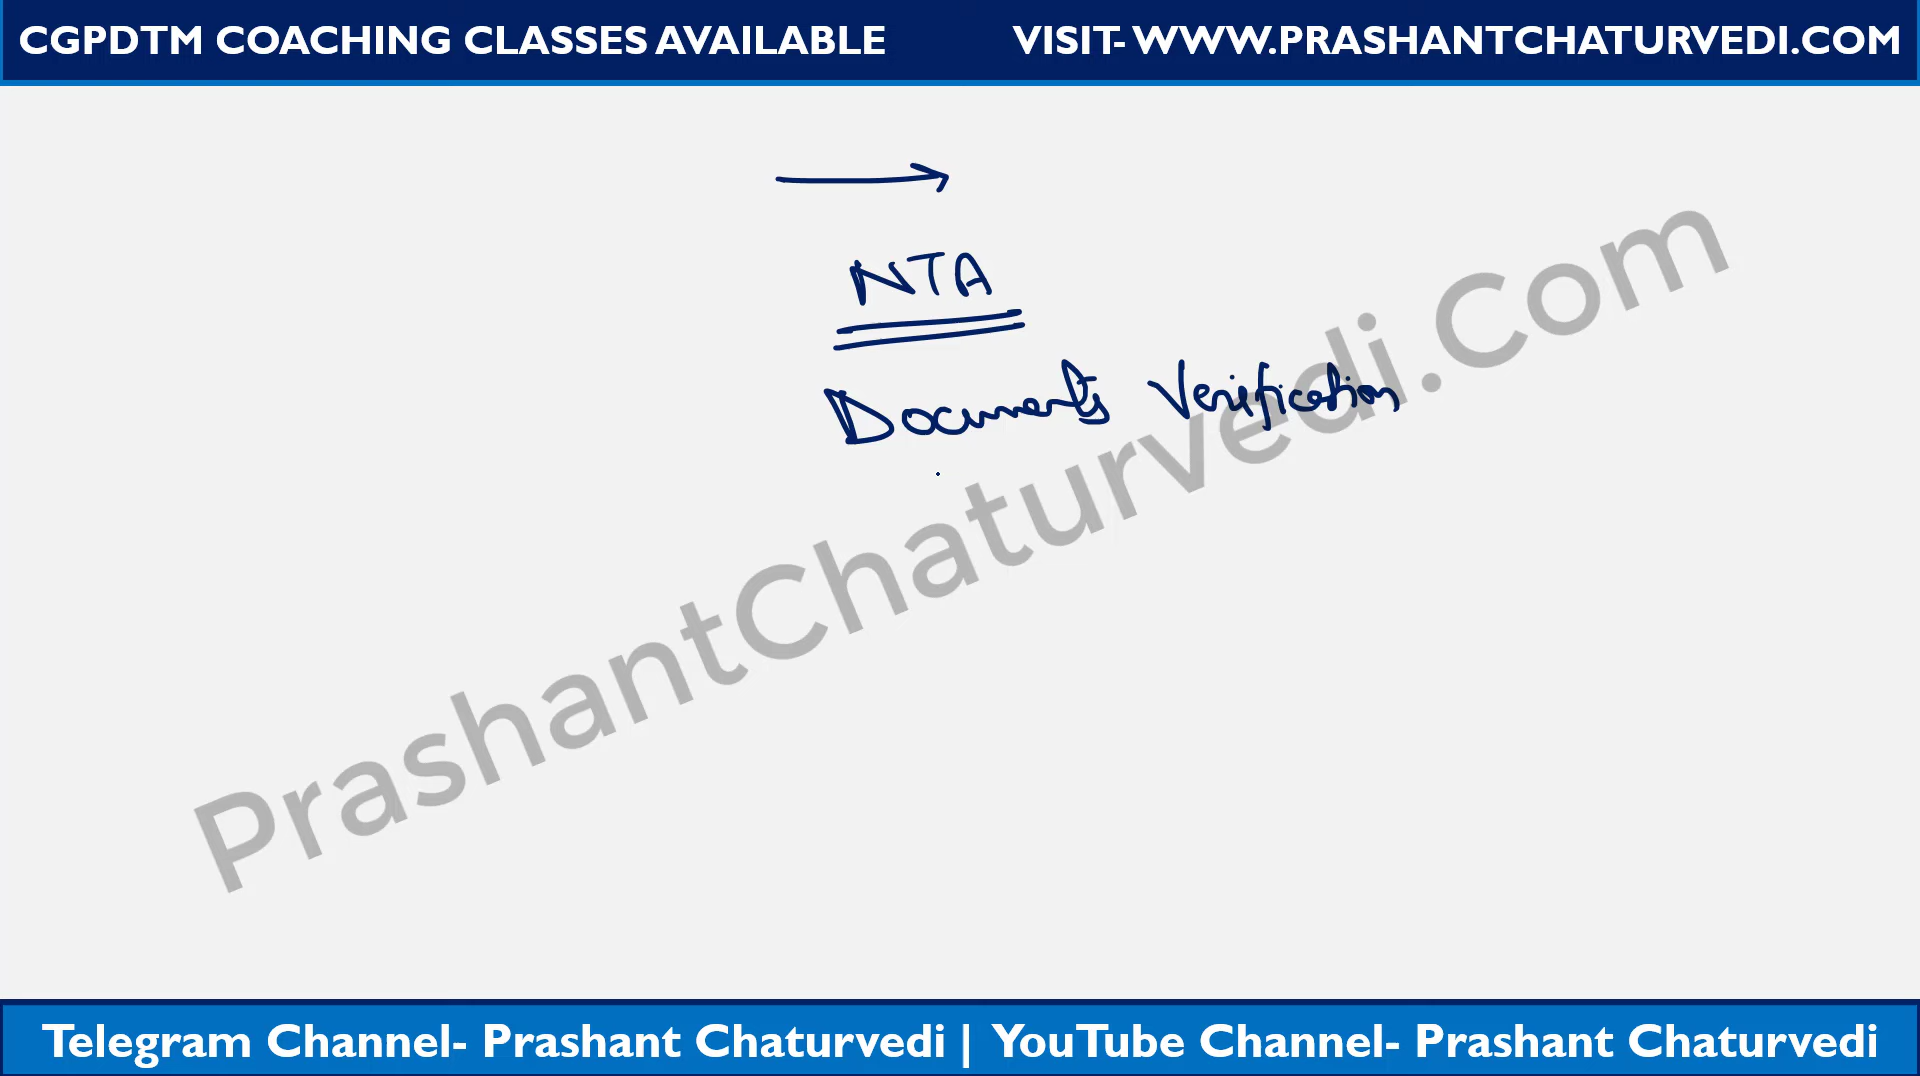 CGPDTM COACHING CLASSES AVAILABLE VISIT- WWW.PRASHANTCHATURVEDI.COM
NTA
Documents Verification
PrashantChaturvedi.Com
Telegram Channel- Prashant Chaturvedi | YouTube Channel- Prashant Chaturvedi